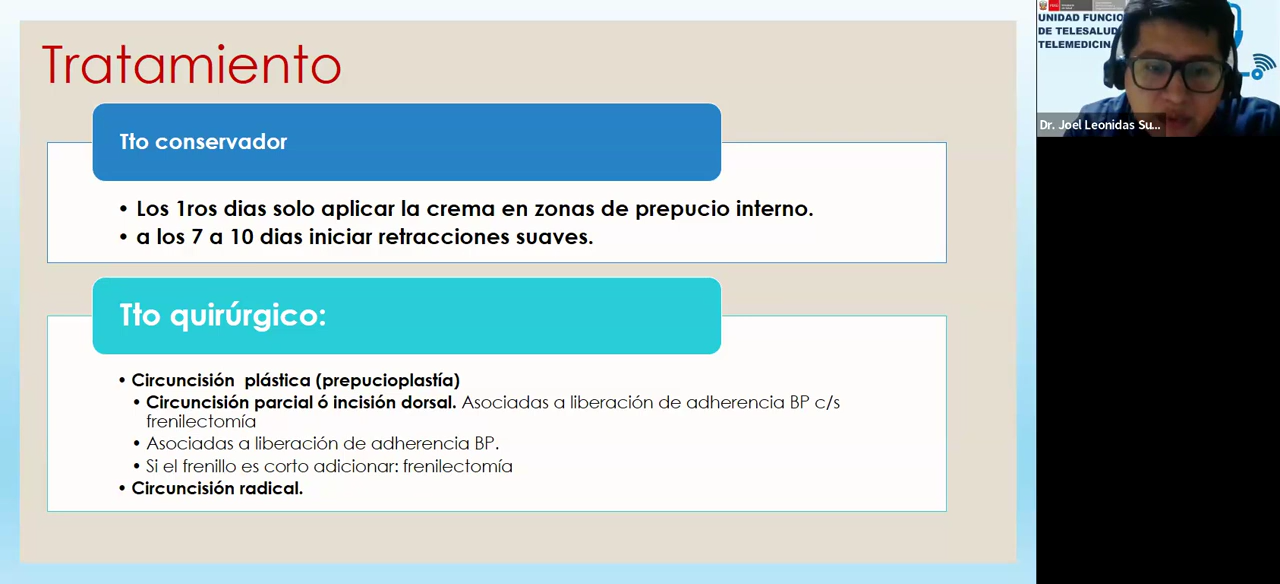 Tratamiento
Tto conservador
• Los 1ros dias solo aplicar la crema en zonas de prepucio interno.
• a los 7 a 10 dias iniciar retracciones suaves.
Tto quirúrgico:
• Circuncisión plástica (prepucioplastía)
• Circuncisión parcial ó incisión dorsal. Asociadas a liberación de adherencia BP c/s
frenilectomía
• Asociadas a liberación de adherencia BP.
• Si el frenillo es corto adicionar: frenilectomía
• Circuncisión radical.
UNIDAD FUNCIO
DE TELESALUD
TELEMEDICIN
Dr. Joel Leonidas Su...